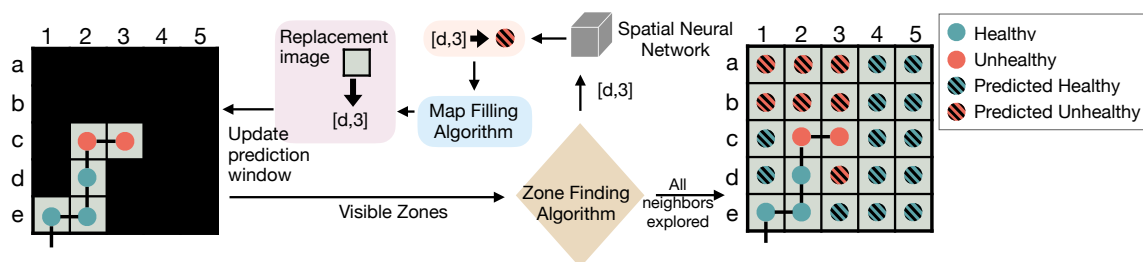 1 2 3 4 5
a
b
c
d
e
Replacement
image
[d,3]
Update
prediction
window
[d,3]
Map Filling
Algorithm
Spatial Neural
Network
[d,3]
Visible Zones
Zone Finding
Algorithm
All
neighbors
explored
1 2 3 4 5
a
b
c
d
e
Healthy
Unhealthy
Predicted Healthy
Predicted Unhealthy